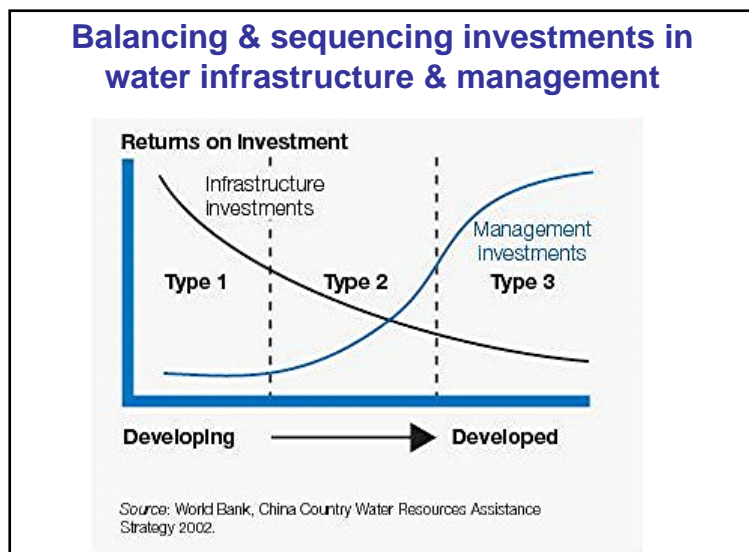 Balancing & sequencing investments in
water infrastructure & management
Returns on Investment
Infrastructure
investments
Management
investments
Type 1
Type 2
Type 3
Developing
Developed
Source: World Bank, China Country Water Resources Assistance
Strategy 2002.